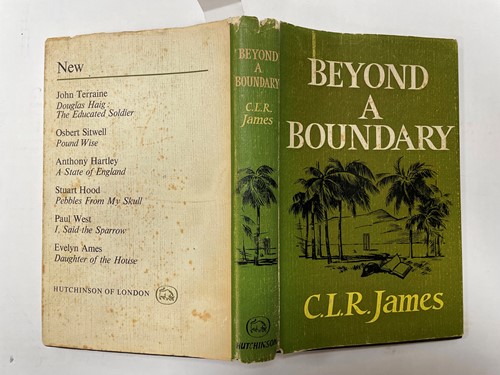 New
John Terraine
Douglas Haig:
The Educated Soldier
Osbert Sitwell
Pound Wise
Anthony Hartley
A State of England
Stuart Hood
Pebbles From My Skull
Paul West
I, Said the Sparrow
Evelyn Ames
Daughter of the House
HUTCHINSON OF LONDON
BEYOND
A
BOUNDARY
C.L.R.
James
HUTCHINSON
BEYOND
A
BOUNDARY
C.L.R. James